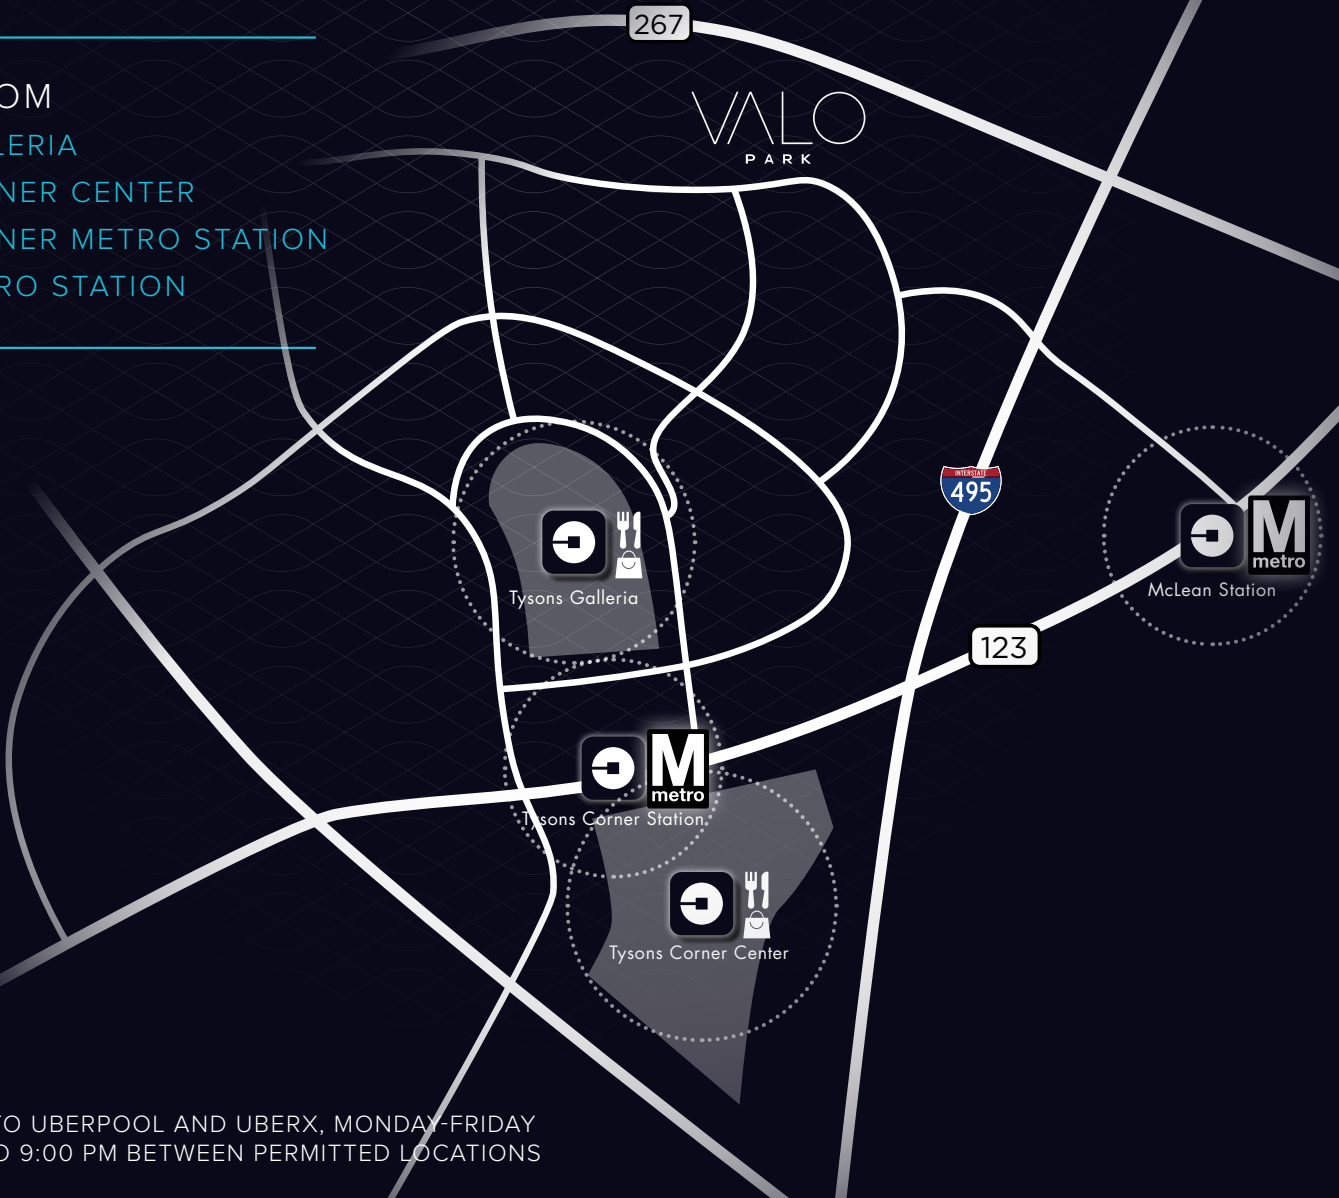 267
VALO
PARK
OM
LERIA
NER CENTER
NER METRO STATION
RO STATION
INTERSTATE
495
Tysons Galleria
M
metro
McLean Station
123
M
metro
Tysons Corner Station
Tysons Corner Center
TO UBERPOOL AND UBERX, MONDAY-FRIDAY
O 9:00 PM BETWEEN PERMITTED LOCATIONS